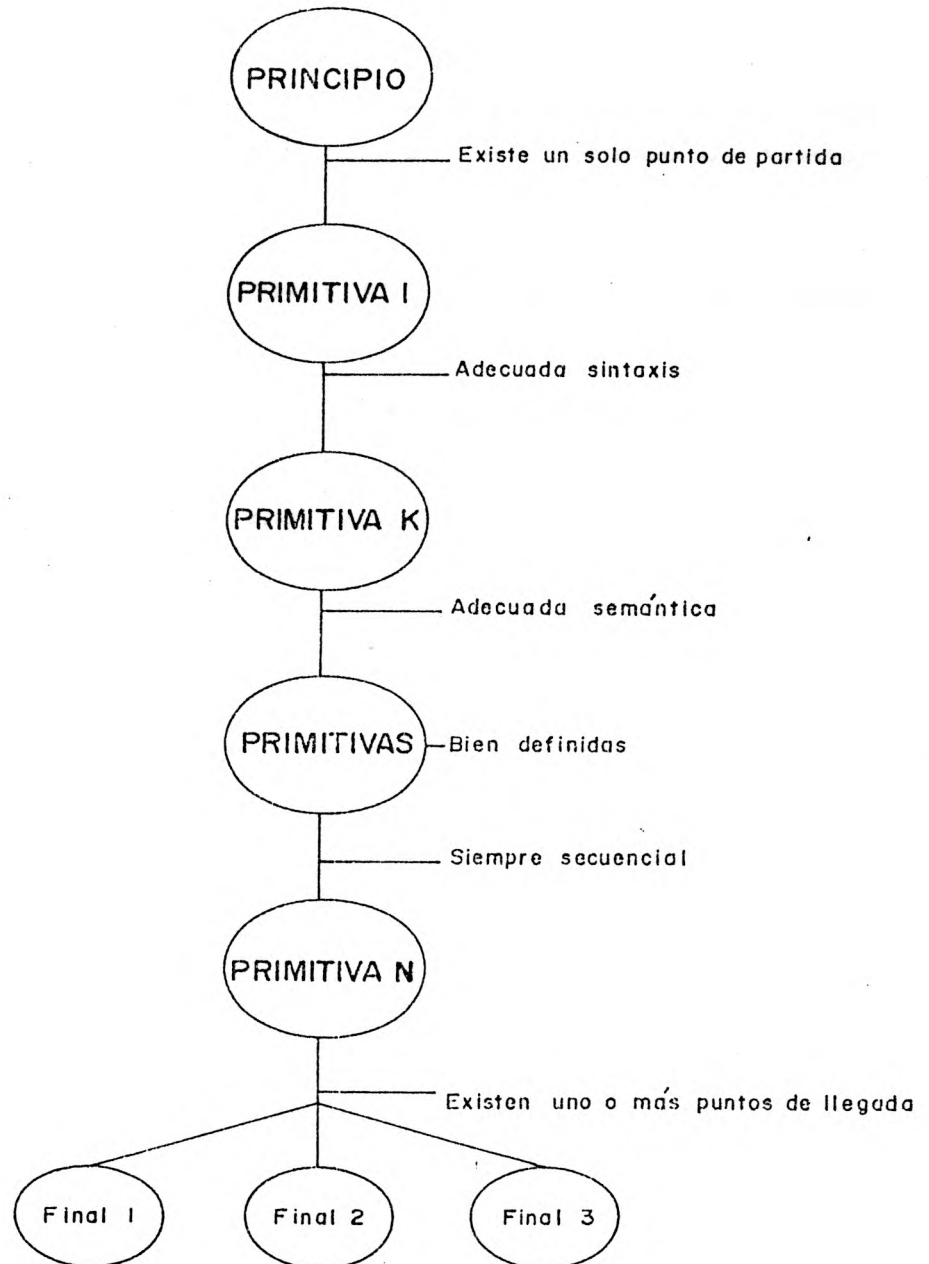 PRINCIPIO
Existe un solo punto de partida
PRIMITIVA I
Adecuada sintaxis
PRIMITIVA K
Adecuada semántica
PRIMITIVAS
Bien definidas
Siempre secuencial
PRIMITIVA N
Existen uno o más puntos de llegada
Final I
Final 2
Final 3